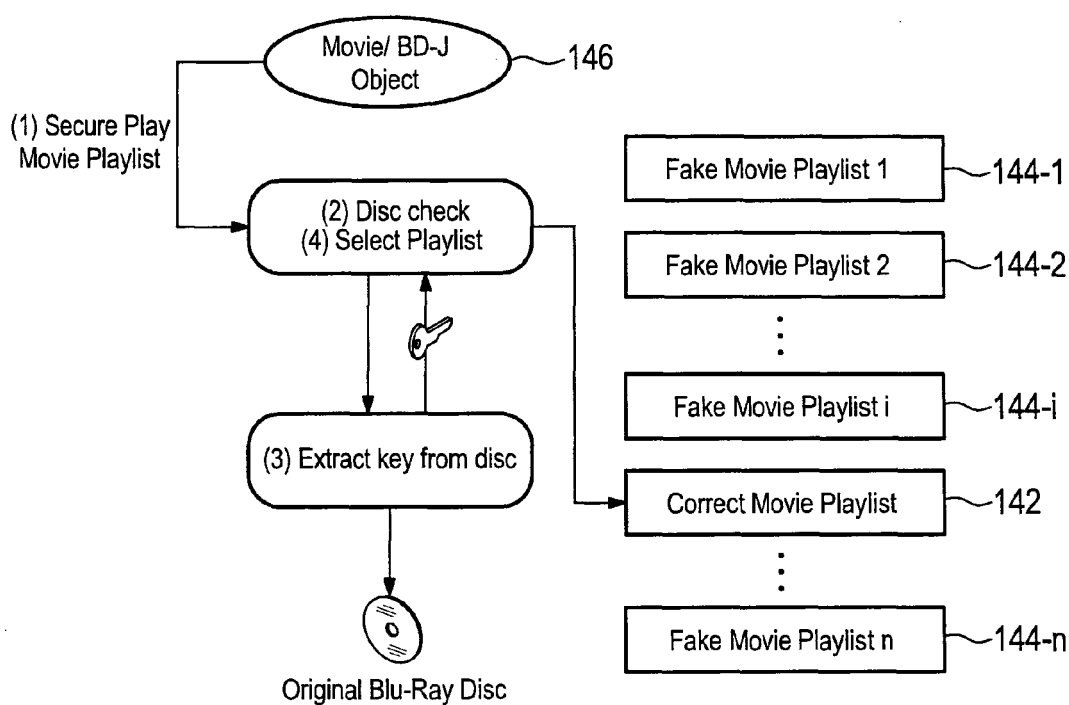 Movie/ BD-J
Object
146
(1) Secure Play
Movie Playlist
(2) Disc check
(4) Select Playlist
(3) Extract key from disc
Original Blu-Ray Disc
Fake Movie Playlist 1
144-1
Fake Movie Playlist 2
144-2
Fake Movie Playlist i
144-i
Correct Movie Playlist
142
Fake Movie Playlist n
144-n